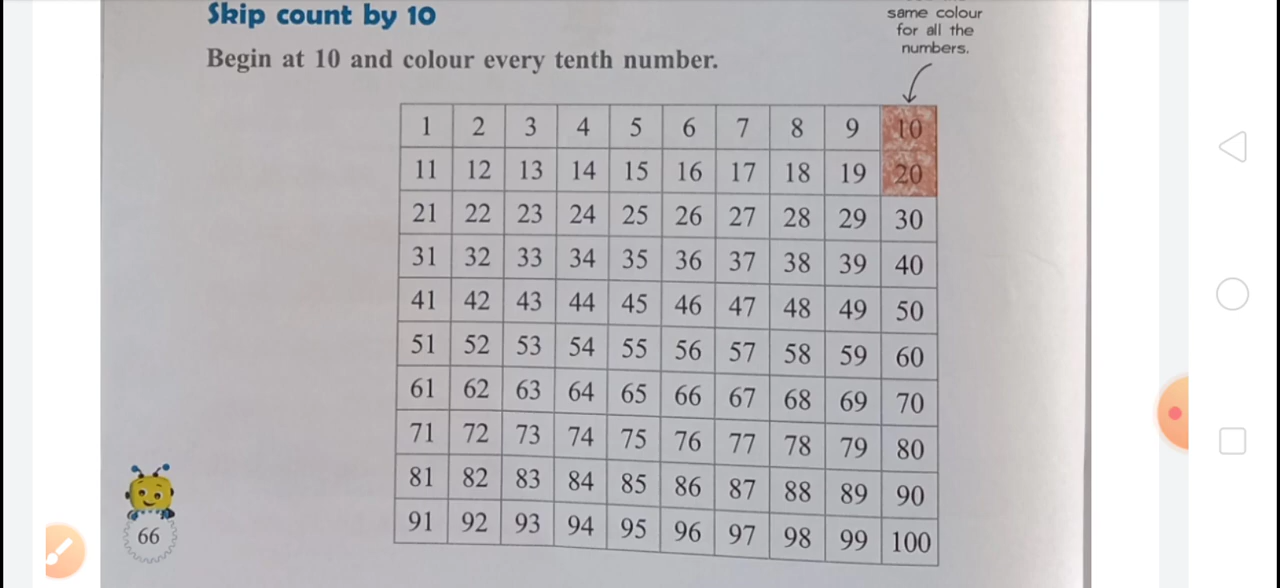 Skip count by 10
Begin at 10 and colour every tenth number.
same colour
for all the
numbers.
1 2 3 4 5 6 7 8 9 10
11 12 13 14 15 16 17 18 19 20
21 22 23 24 25 26 27 28 29 30
31 32 33 34 35 36 37 38 39 40
41 42 43 44 45 46 47 48 49 50
51 52 53 54 55 56 57 58 59 60
61 62 63 64 65 66 67 68 69 70
71 72 73 74 75 76 77 78 79 80
81 82 83 84 85 86 87 88 89 90
91 92 93 94 95 96 97 98 99 100
66